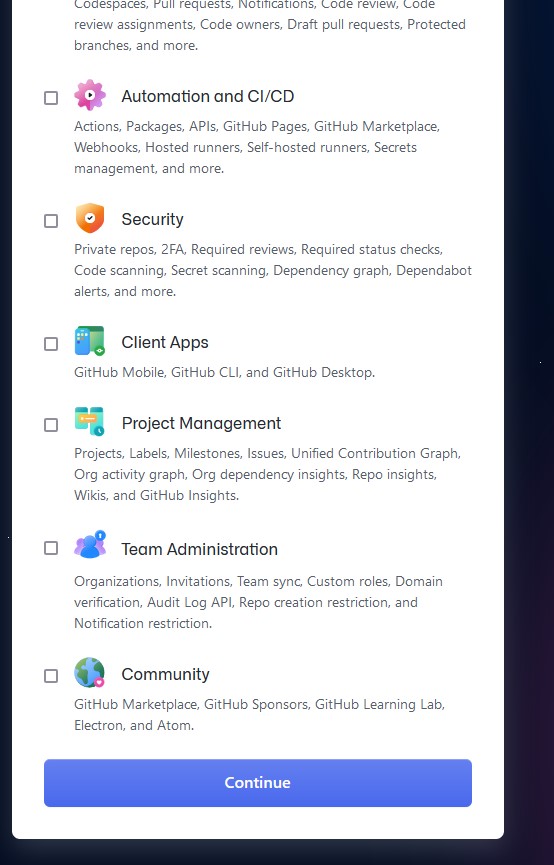 Codespaces, Pull requests, Notifications, Code review, Code
review assignments, Code owners, Draft pull requests, Protected
branches, and more.
Automation and CI/CD
Actions, Packages, APIs, GitHub Pages, GitHub Marketplace,
Webhooks, Hosted runners, Self-hosted runners, Secrets
management, and more.
Security
Private repos, 2FA, Required reviews, Required status checks,
Code scanning, Secret scanning, Dependency graph, Dependabot
alerts, and more.
Client Apps
GitHub Mobile, GitHub CLI, and GitHub Desktop.
Project Management
Projects, Labels, Milestones, Issues, Unified Contribution Graph,
Org activity graph, Org dependency insights, Repo insights,
Wikis, and GitHub Insights.
Team Administration
Organizations, Invitations, Team sync, Custom roles, Domain
verification, Audit Log API, Repo creation restriction, and
Notification restriction.
Community
GitHub Marketplace, GitHub Sponsors, GitHub Learning Lab,
Electron, and Atom.
Continue